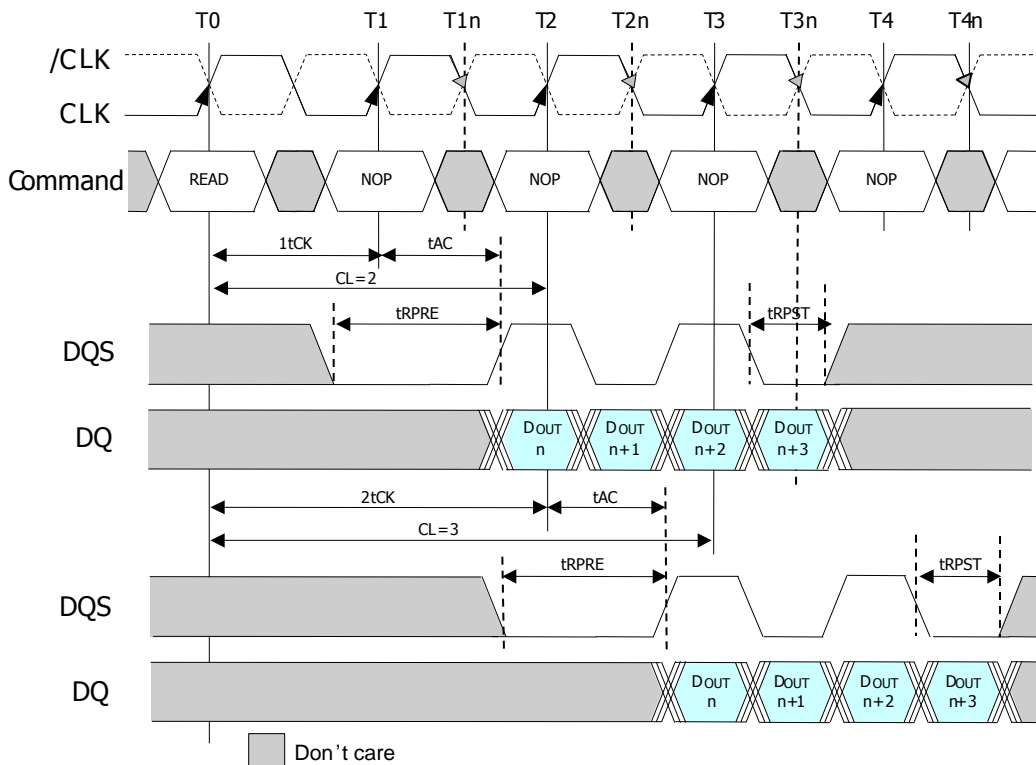 T0 T1 T1n T2 T2n T3 T3n T4 T4n
/CLK
CLK
Command READ NOP NOP NOP NOP
1tCK tAC
CL=2
tRPRE tRPST
DQS
DQ DOUT n DOUT n+1 DOUT n+2 DOUT n+3
2tCK tAC
CL=3
tRPRE tRPST
DQS
DQ DOUT n DOUT n+1 DOUT n+2 DOUT n+3
Don't care